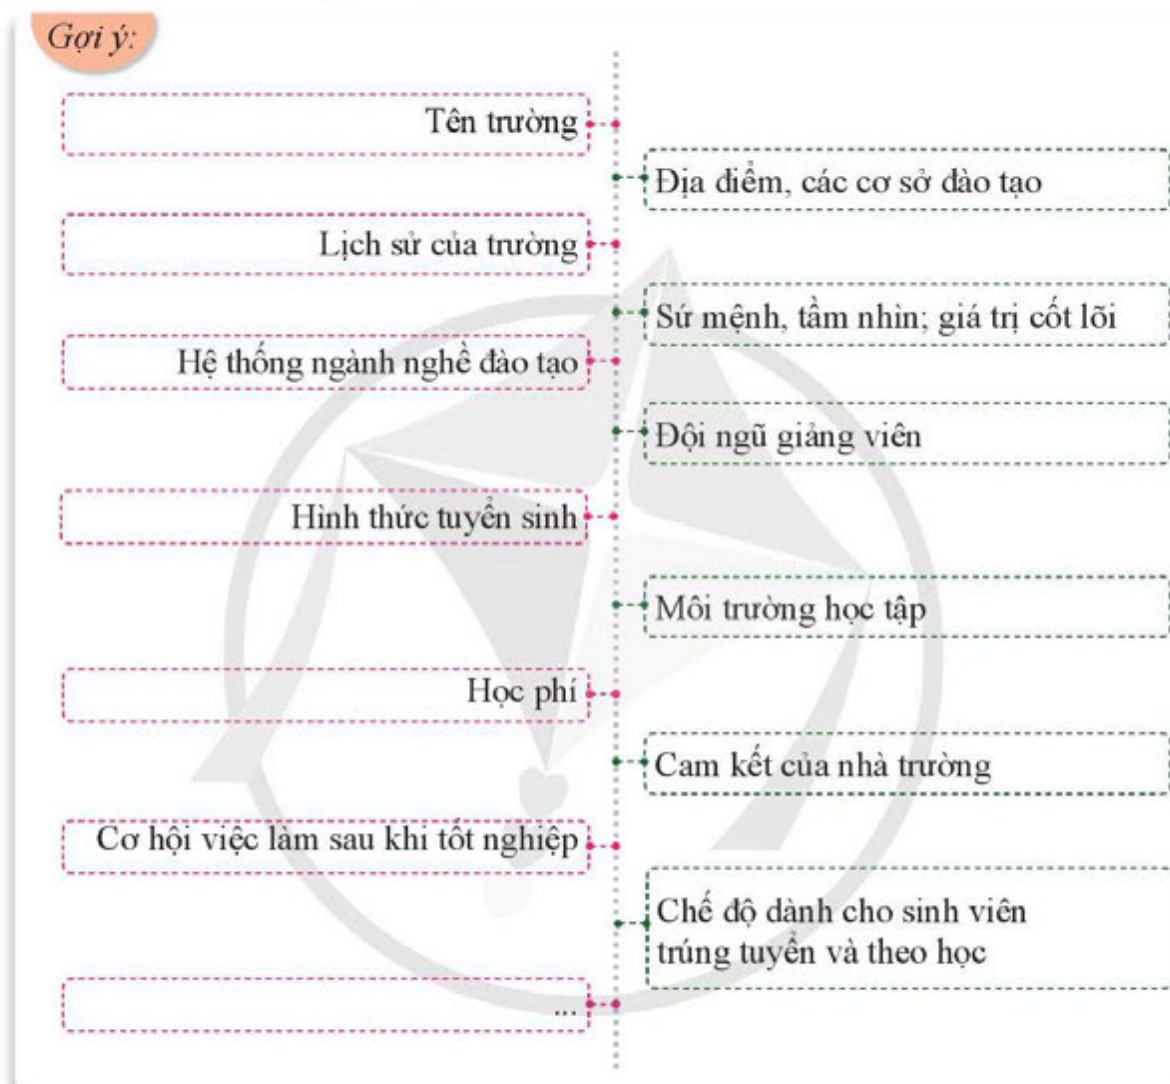 Gợi ý:
Tên trường
Địa điểm, các cơ sở đào tạo
Lịch sử của trường
Sứ mệnh, tầm nhìn; giá trị cốt lõi
Hệ thống ngành nghề đào tạo
Đội ngũ giảng viên
Hình thức tuyển sinh
Môi trường học tập
Học phí
Cam kết của nhà trường
Cơ hội việc làm sau khi tốt nghiệp
Chế độ dành cho sinh viên
trúng tuyển và theo học
...